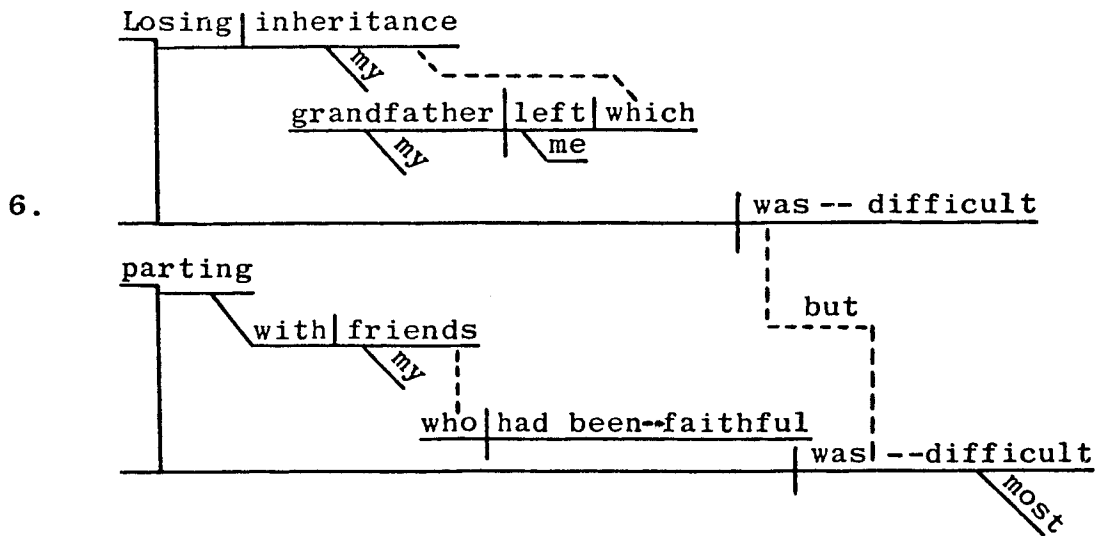 Losing inheritance
my
grandfather left which
my me
6.
was -- difficult
parting
but
with friends
my
who had been--faithful
was --difficult
most